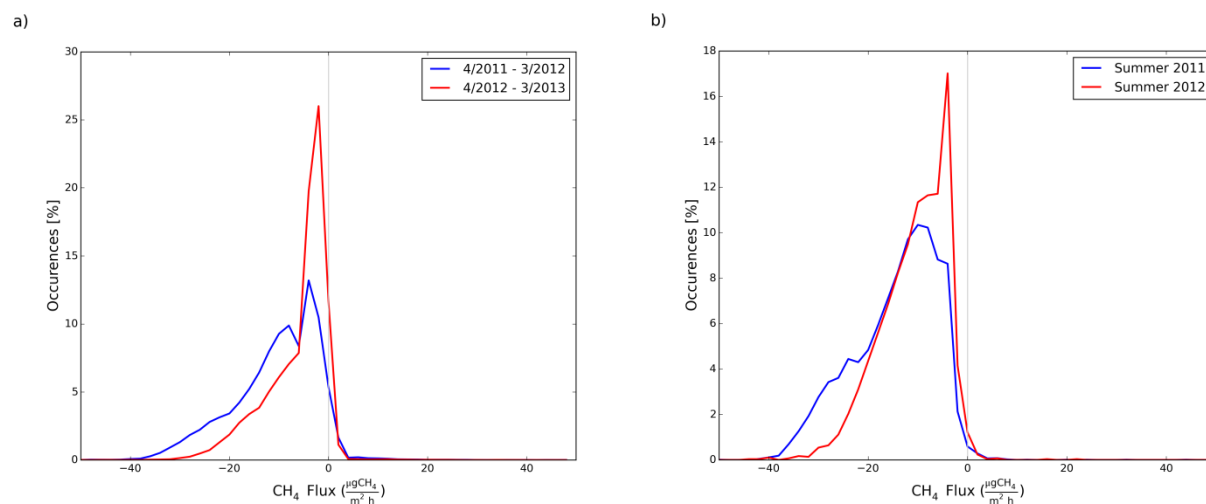 a)
30
25
20
15
10
5
0
Occurences [%]
4/2011 - 3/2012
4/2012 - 3/2013
−40
−20
0
20
40
CH₄ Flux (µgCH₄ / m² h)
b)
18
16
14
12
10
8
6
4
2
0
Occurences [%]
Summer 2011
Summer 2012
−40
−20
0
20
40
CH₄ Flux (µgCH₄ / m² h)